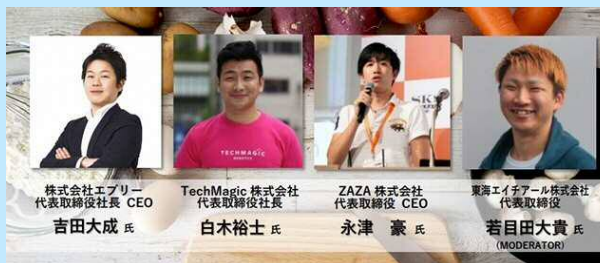 TECHMAGIC
ROBOTICS
株式会社エブリー
代表取締役社長 CEO
吉田大成 氏
TechMagic 株式会社
代表取締役社長
白木裕士 氏
ZAZA 株式会社
代表取締役 CEO
永津 豪 氏
東海エイチアール株式会社
代表取締役
若目田大貴 氏
(MODERATOR)